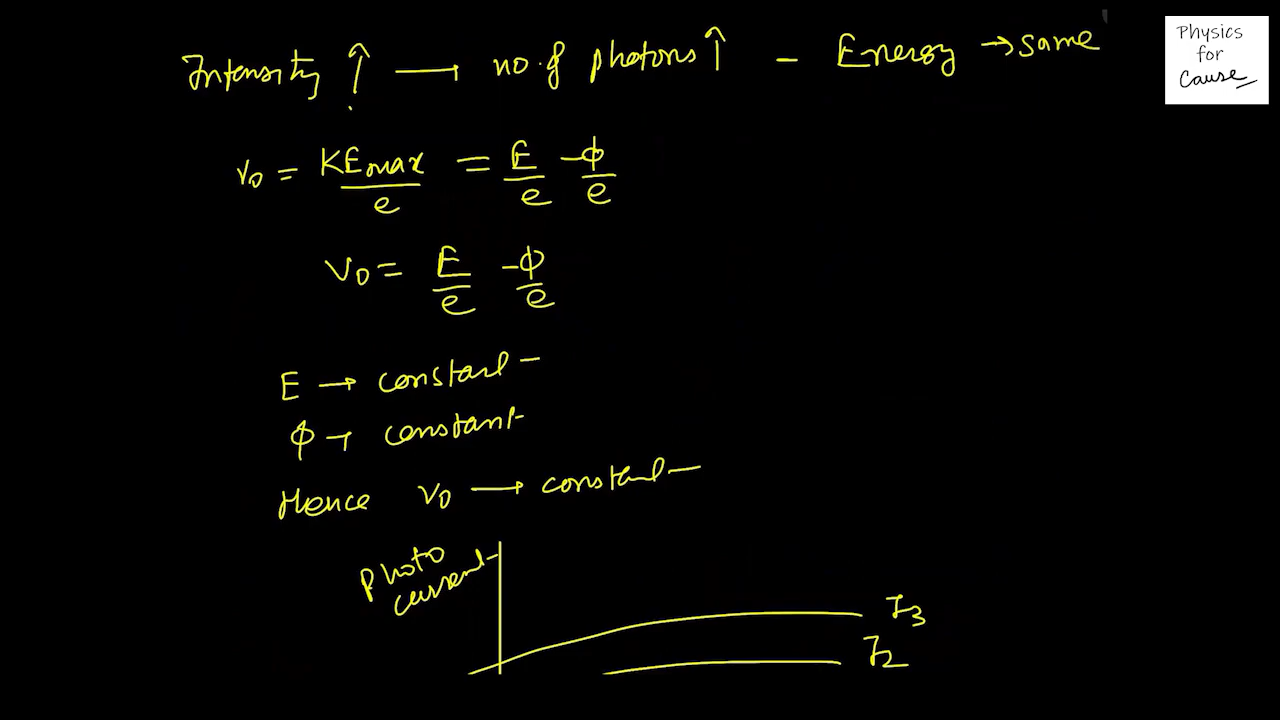 Intensity ↑ → no. of photons ↑ - Energy → same
Physics
for
Cause
V0 = KEmax/e = E/e - ϕ/e
V0 = E/e - ϕ/e
E → constant
ϕ → constant
Hence V0 → constant
Photo
current
I3
I2